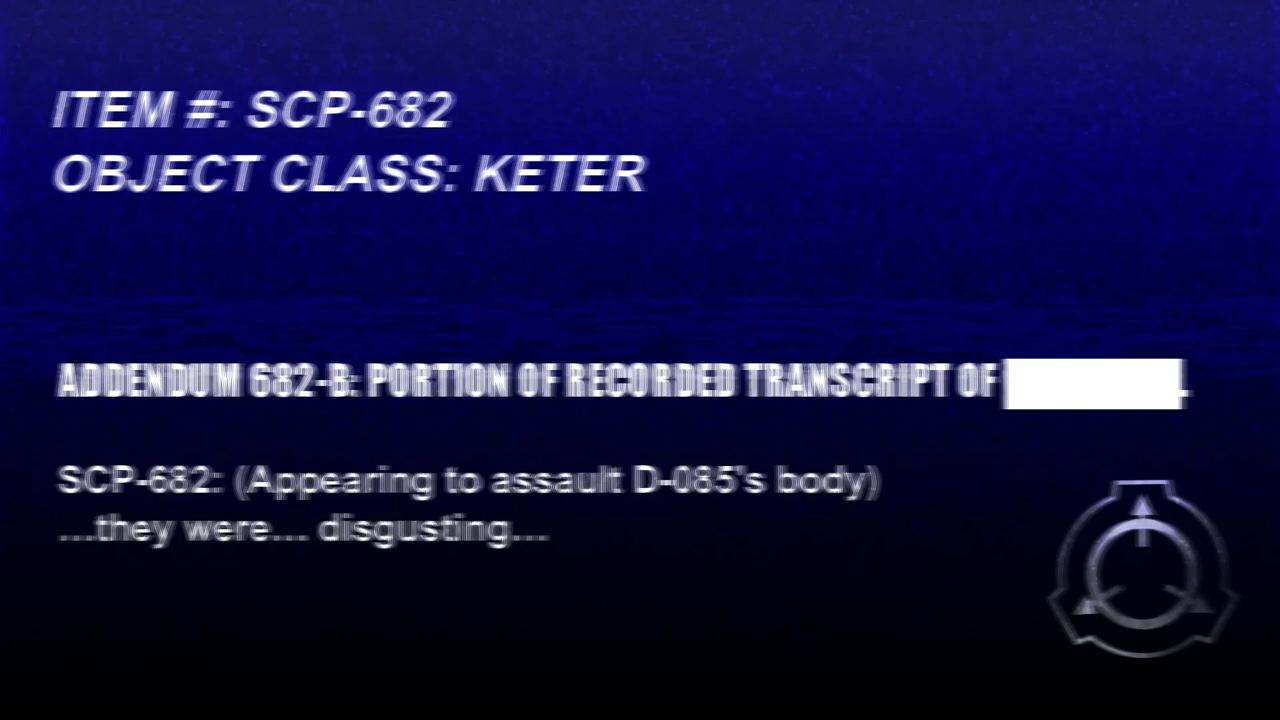 ITEM #: SCP-682
OBJECT CLASS: KETER
ADDENDUM 682-B: PORTION OF RECORDED TRANSCRIPT OF .
SCP-682: (Appearing to assault D-085's body)
...they were... disgusting...